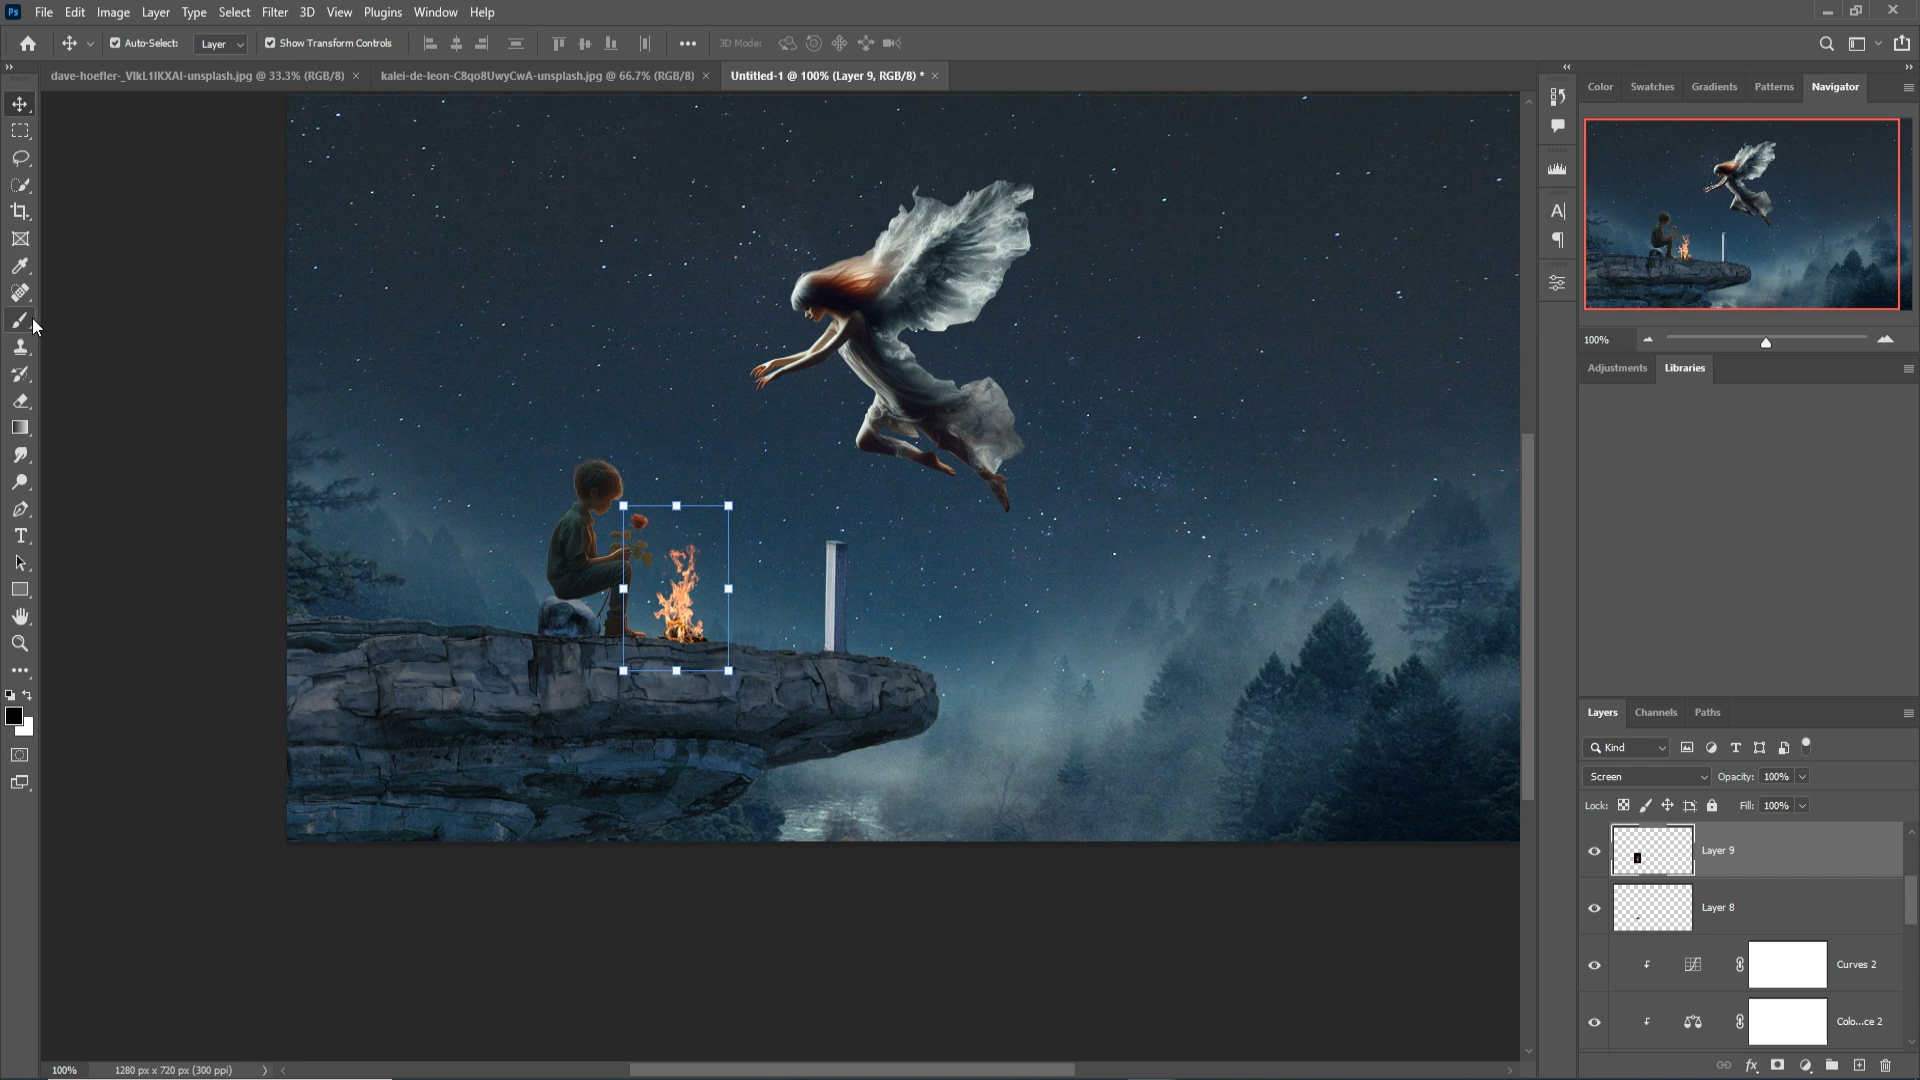 Ps File Edit Image Layer Type Select Filter 3D View Plugins Window Help
Auto-Select: Layer Show Transform Controls 3D Mode:
dave-hoefler-_VlkL1IKXAI-unsplash.jpg @ 33.3% (RGB/8) kalei-de-leon-C8qo8UwyCwA-unsplash.jpg @ 66.7% (RGB/8) Untitled-1 @ 100% (Layer 9, RGB/8) *
Color Swatches Gradients Patterns Navigator
100%
Adjustments Libraries
Layers Channels Paths
Kind
Screen Opacity: 100%
Lock: Fill: 100%
Layer 9
Layer 8
Curves 2
Colo...ce 2
100% 1280 px x 720 px (300 ppi)